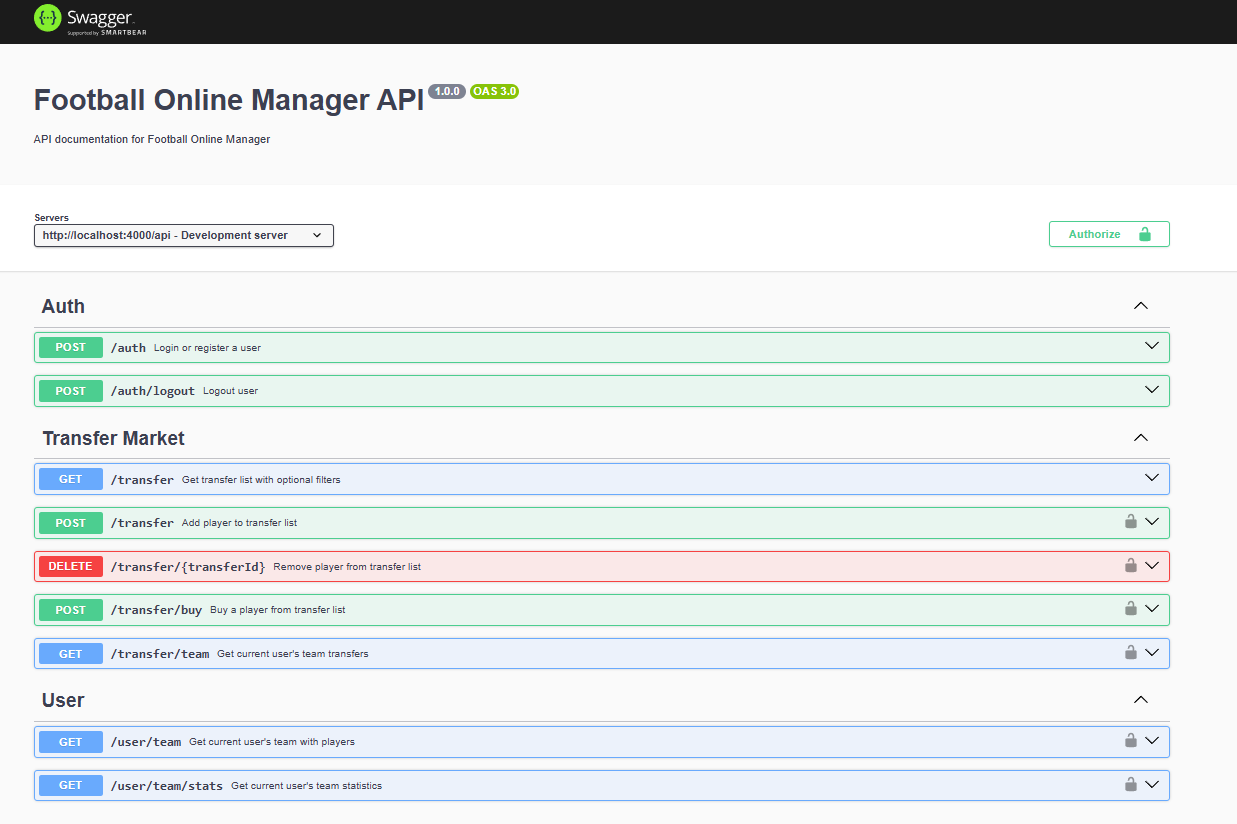 Swagger
Supported by SMARTBEAR
Football Online Manager API 1.0.0 OAS 3.0
API documentation for Football Online Manager
Servers
http://localhost:4000/api - Development server
Authorize
Auth
POST /auth Login or register a user
POST /auth/logout Logout user
Transfer Market
GET /transfer Get transfer list with optional filters
POST /transfer Add player to transfer list
DELETE /transfer/{transferId} Remove player from transfer list
POST /transfer/buy Buy a player from transfer list
GET /transfer/team Get current user's team transfers
User
GET /user/team Get current user's team with players
GET /user/team/stats Get current user's team statistics